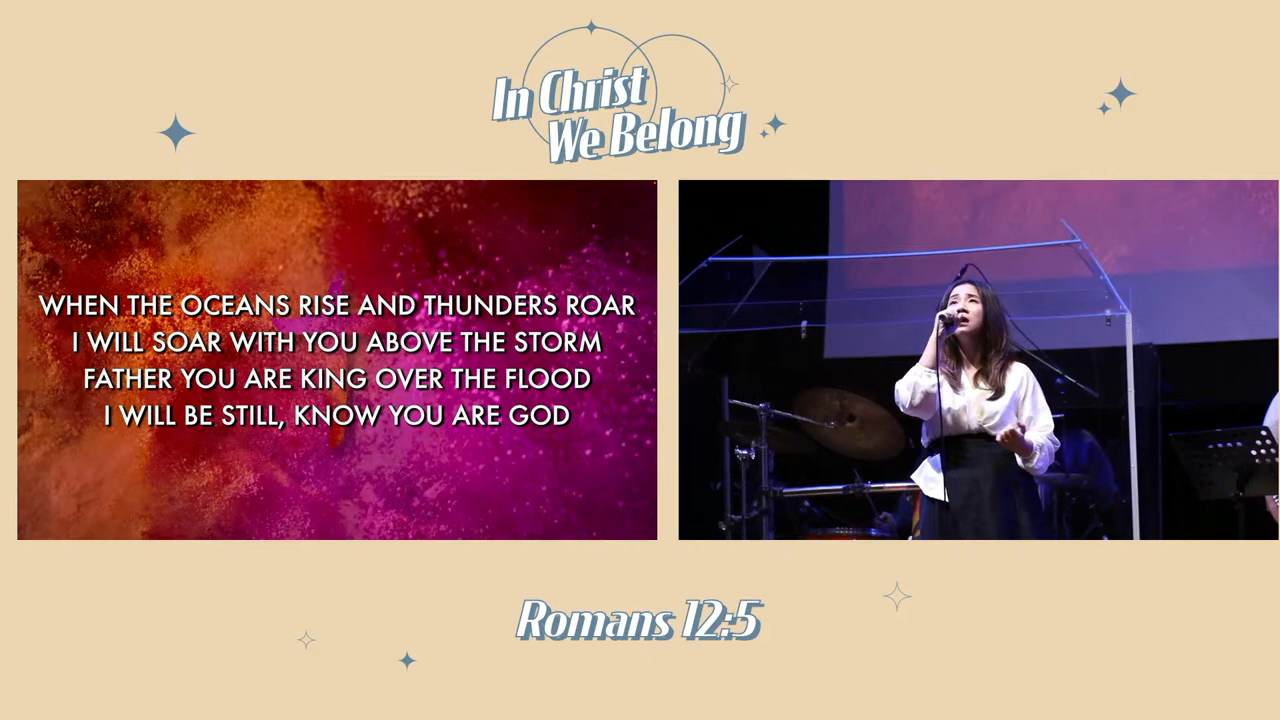 In Christ
We Belong
WHEN THE OCEANS RISE AND THUNDERS ROAR
I WILL SOAR WITH YOU ABOVE THE STORM
FATHER YOU ARE KING OVER THE FLOOD
I WILL BE STILL, KNOW YOU ARE GOD
Romans 12:5